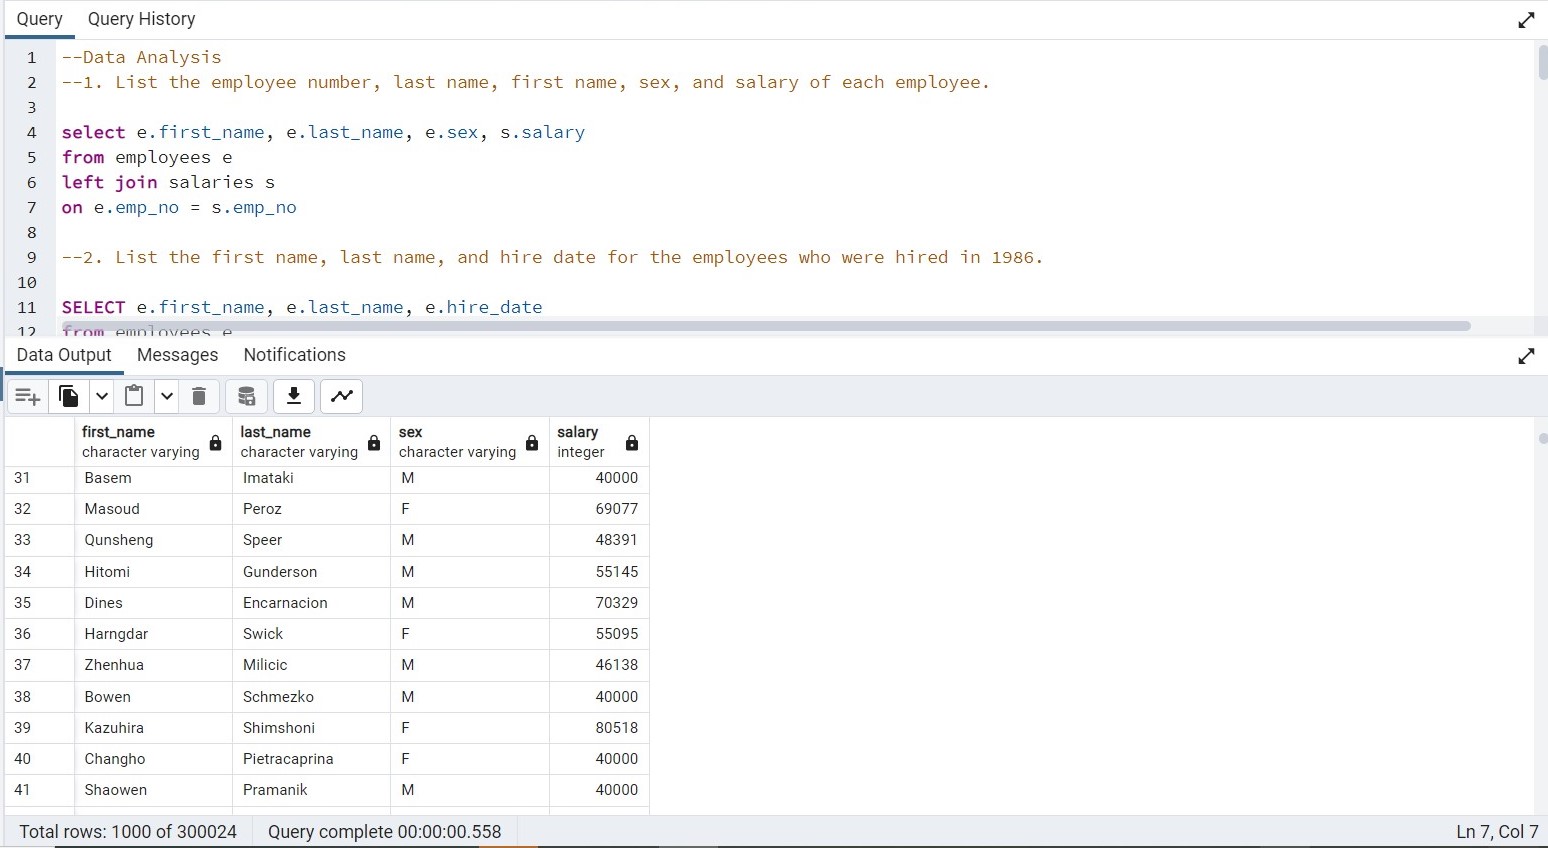 Query Query History
1 --Data Analysis
2 --1. List the employee number, last name, first name, sex, and salary of each employee.
3
4 select e.first_name, e.last_name, e.sex, s.salary
5 from employees e
6 left join salaries s
7 on e.emp_no = s.emp_no
8
9 --2. List the first name, last name, and hire date for the employees who were hired in 1986.
10
11 SELECT e.first_name, e.last_name, e.hire_date
12 from employees e
Data Output Messages Notifications
first_name last_name sex salary
character varying character varying character varying integer
31 Basem Imataki M 40000
32 Masoud Peroz F 69077
33 Qunsheng Speer M 48391
34 Hitomi Gunderson M 55145
35 Dines Encarnacion M 70329
36 Harngdar Swick F 55095
37 Zhenhua Milicic M 46138
38 Bowen Schmezko M 40000
39 Kazuhira Shimshoni F 80518
40 Changho Pietracaprina F 40000
41 Shaowen Pramanik M 40000
Total rows: 1000 of 300024 Query complete 00:00:00.558 Ln 7, Col 7